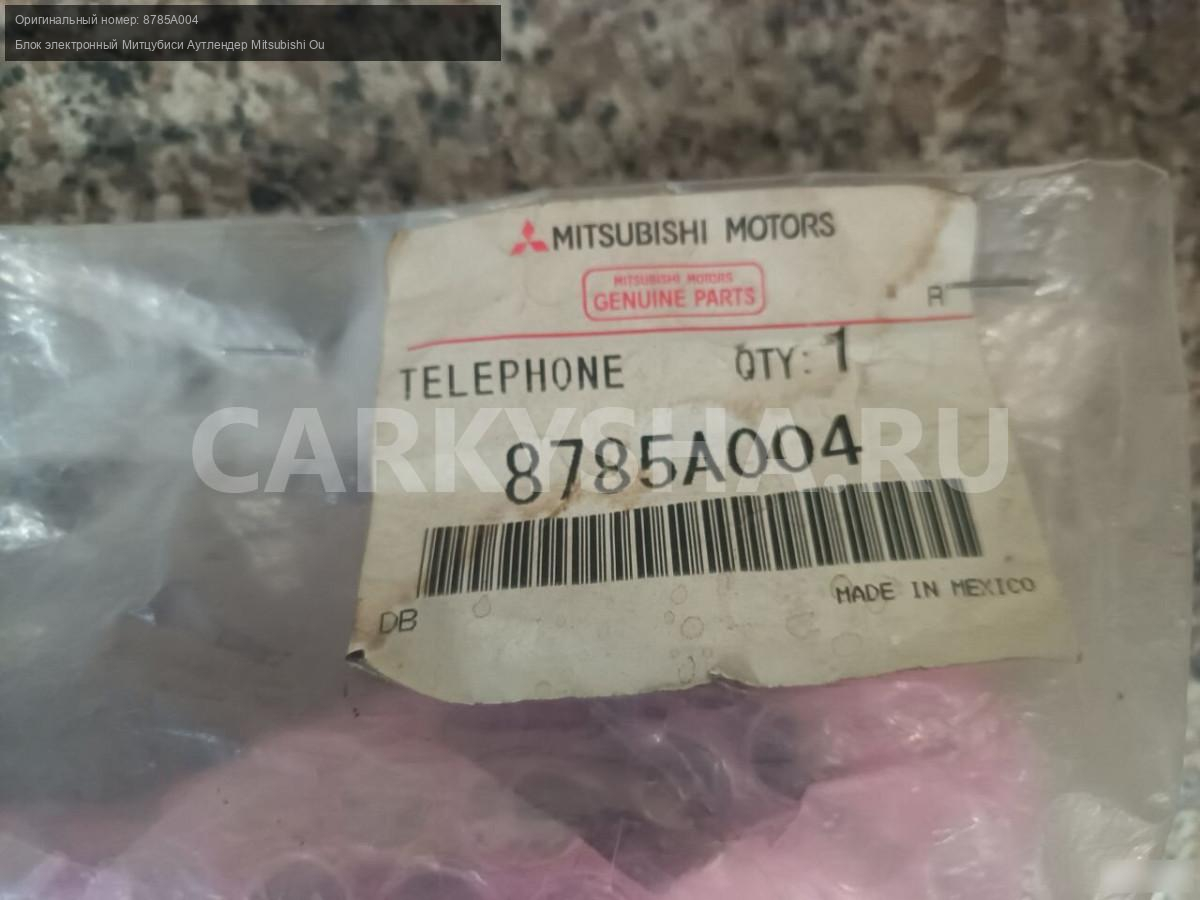 Оригинальный номер: 8785A004
Блок электронный Митцубиси Аутлендер Mitsubishi Ou
MITSUBISHI MOTORS
MITSUBISHI MOTORS
GENUINE PARTS
R
TELEPHONE QTY: 1
8785A004
CARKYSHA.RU
MADE IN MEXICO
DB